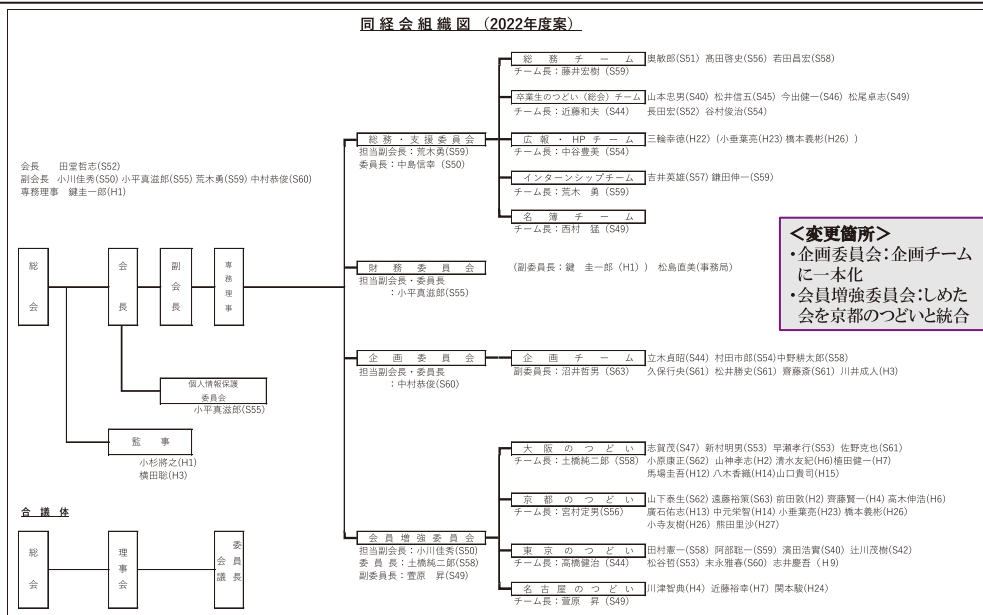 同経会組織図 (2022年度案)
会長 田堂哲志(S52)
副会長 小川佳秀(S50) 小平真滋郎(S55) 荒木勇(S59) 中村恭俊(S60)
専務理事 鍵圭一郎(H1)
総会
会長
副会長
専務理事
個人情報保護
委員会
小平真滋郎(S55)
監事
小杉將之(H1)
横田聡(H3)
合議体
総会
理事会
委員長会議
総務・支援委員会
担当副会長:荒木勇(S59)
委員長:中島信幸(S50)
総務チーム
チーム長:藤井宏樹(S59)
奥敏郎(S51) 髙田啓史(S56) 若田昌宏(S58)
卒業生のつどい(総会)チーム
チーム長:近藤和夫(S44)
山本忠男(S40) 松井信五(S45) 今出健一(S46) 松尾卓志(S49)
長田宏(S52) 谷村俊治(S54)
広報・HPチーム
チーム長:中谷豊美(S54)
三輪幸徳(H22) (小垂葉亮(H23) 橋本義彬(H26) )
インターンシップチーム
チーム長:荒木 勇(S59)
吉井英雄(S57) 鎌田伸一(S59)
名簿チーム
チーム長:西村 猛(S49)
財務委員会
担当副会長・委員長
:小平真滋郎(S55)
(副委員長:鍵 圭一郎(H1)) 松島直美(事務局)
企画委員会
担当副会長・委員長
:中村恭俊(S60)
企画チーム
副委員長:沼井哲男(S63)
立木貞昭(S44) 村田市郎(S54)中野耕太郎(S58)
久保行央(S61) 松井勝史(S61) 齊藤斎(S61) 川井成人(H3)
<変更箇所>
・企画委員会:企画チーム
に一本化
・会員増強委員会:しめた
会を京都のつどいと統合
会員増強委員会
担当副会長:小川佳秀(S50)
委員長:土橋純二郎(S58)
副委員長:萱原 昇(S49)
大阪のつどい
チーム長:土橋純二郎(S58)
志賀茂(S47) 新村明男(S53) 早瀬孝行(S53) 佐野克也(S61)
小原康正(S62) 山神孝志(H2) 清水友紀(H6)植田健一(H7)
馬場圭吾(H12) 八木香織(H14)山口貴司(H15)
京都のつどい
チーム長:宮村定男(S56)
山下泰生(S62) 遠藤裕策(S63) 前田敦(H2) 齊藤賢一(H4) 高木伸浩(H6)
廣石佑志(H13) 中元栄智(H14) 小垂葉亮(H23) 橋本義彬(H26)
小寺友樹(H26) 熊田里沙(H27)
東京のつどい
チーム長:高橋健治(S44)
田村憲一(S58) 阿部聡一(S59) 濱田浩實(S40) 辻川茂樹(S42)
松谷哲(S53) 末永雅春(S60) 志井慶吾(H9)
名古屋のつどい
チーム長:萱原 昇(S49)
川津智典(H4) 近藤裕幸(H7) 関本駿(H24)